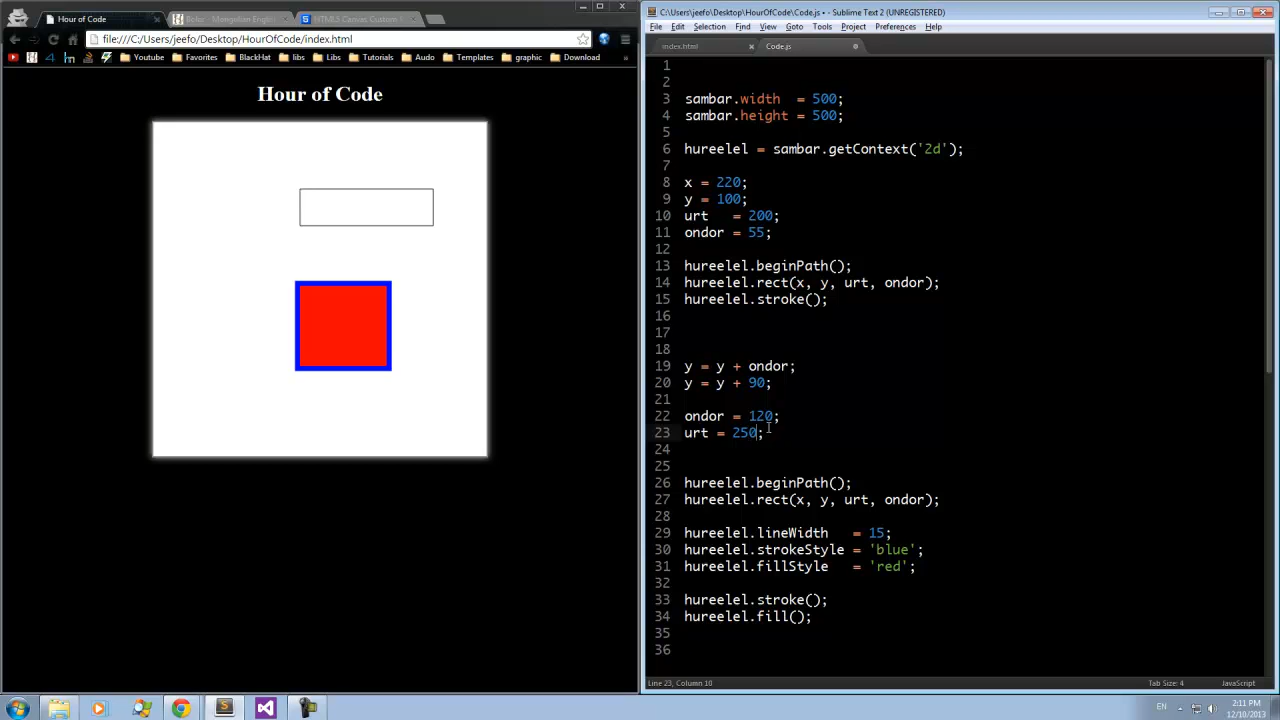 Hour of Code
Bolor - Mongolian Englis
HTML5 Canvas Custom
file:///C:/Users/jeefo/Desktop/HourOfCode/index.html
Youtube
Favorites
BlackHat
libs
Libs
Tutorials
Audo
Templates
graphic
Download
»
Hour of Code
C:\Users\jeefo\Desktop\HourOfCode\Code.js • - Sublime Text 2 (UNREGISTERED)
File Edit Selection Find View Goto Tools Project Preferences Help
index.html
Code.js
1
2
3 sambar.width = 500;
4 sambar.height = 500;
5
6 hureelel = sambar.getContext('2d');
7
8 x = 220;
9 y = 100;
10 urt = 200;
11 ondor = 55;
12
13 hureelel.beginPath();
14 hureelel.rect(x, y, urt, ondor);
15 hureelel.stroke();
16
17
18
19 y = y + ondor;
20 y = y + 90;
21
22 ondor = 120;
23 urt = 250;
24
25
26 hureelel.beginPath();
27 hureelel.rect(x, y, urt, ondor);
28
29 hureelel.lineWidth = 15;
30 hureelel.strokeStyle = 'blue';
31 hureelel.fillStyle = 'red';
32
33 hureelel.stroke();
34 hureelel.fill();
35
36
Line 23, Column 10
Tab Size: 4
JavaScript
EN
2:11 PM
12/10/2013